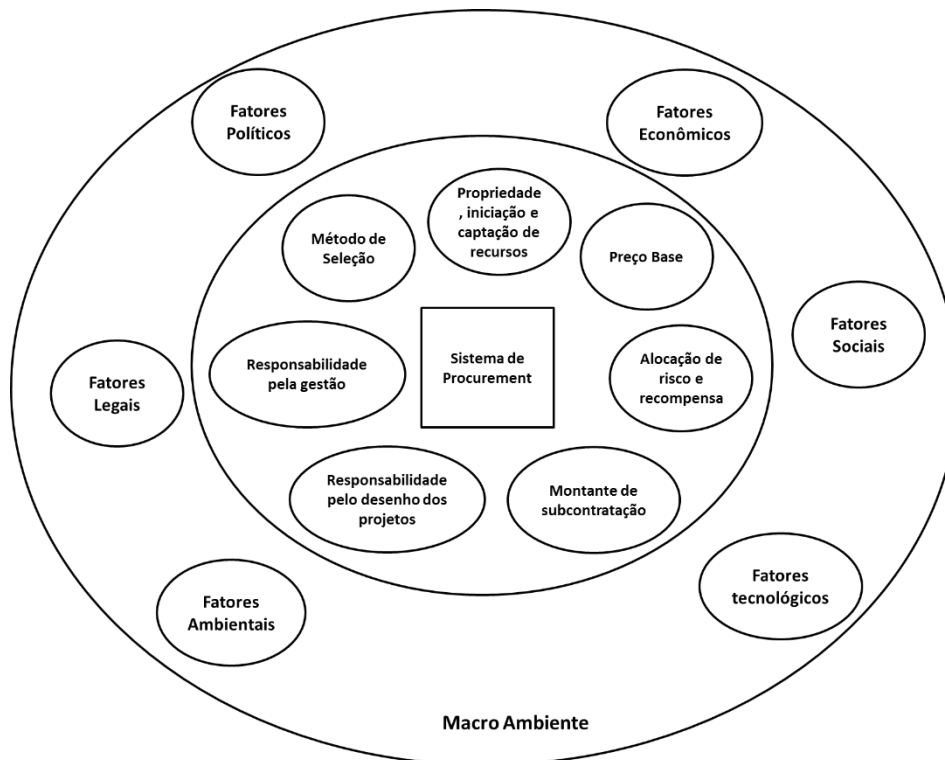 Fatores
Políticos
Fatores
Econômicos
Propriedade
, iniciação e
captação de
recursos
Método de
Seleção
Preço Base
Fatores
Sociais
Sistema de
Procurement
Responsabilidade
pela gestão
Alocação de
risco e
recompensa
Fatores
Legais
Responsabilidade
pelo desenho dos
projetos
Montante de
subcontratação
Fatores
tecnológicos
Fatores
Ambientais
Macro Ambiente